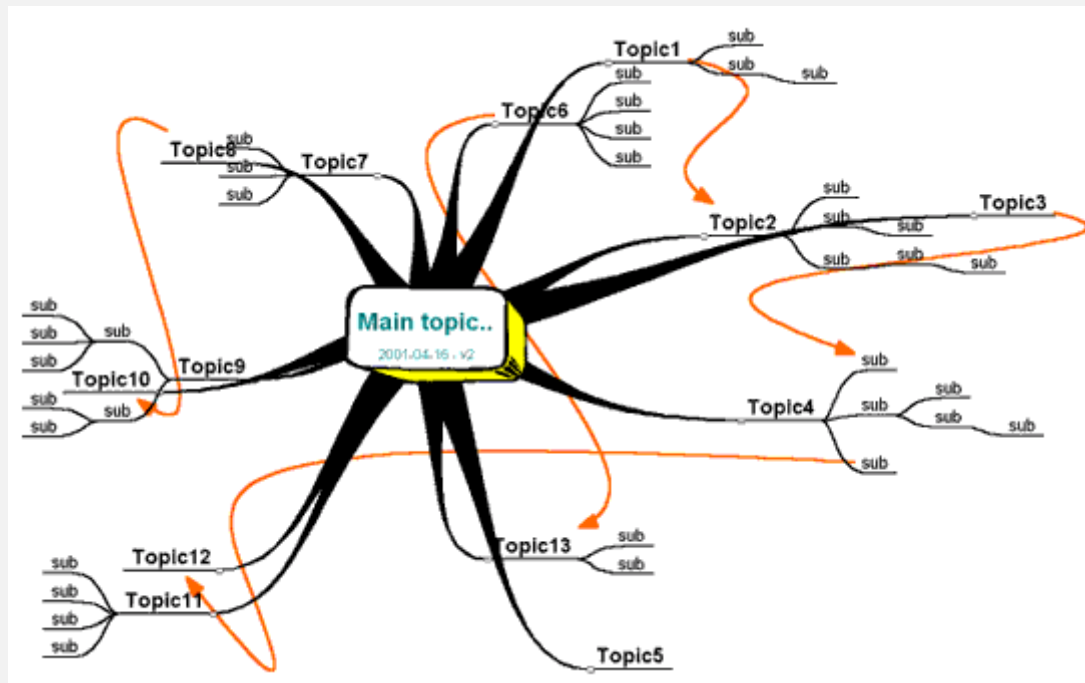 Topic1
sub
sub
sub
Topic6
sub
sub
sub
sub
Topic8
Topic7
sub
sub
sub
Topic2
sub
sub
sub
sub
sub
sub
Topic3
Main topic..
2001-04-16 - v2
Topic9
sub
sub
sub
sub
Topic10
sub
sub
sub
Topic4
sub
sub
sub
sub
sub
sub
Topic13
sub
sub
Topic12
Topic11
sub
sub
sub
sub
Topic5